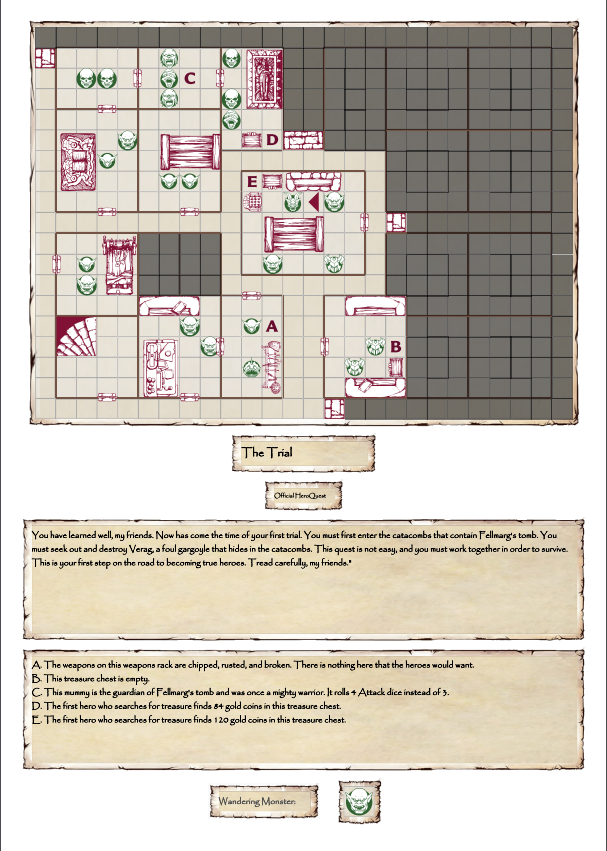 C
D
E
A
B
The Trial
Official HeroQuest
You have learned well, my friends. Now has come the time of your first trial. You must first enter the catacombs that contain Fellmarg's tomb. You
must seek out and destroy Verag, a foul gargoyle that hides in the catacombs. This quest is not easy, and you must work together in order to survive.
This is your first step on the road to becoming true heroes. Tread carefully, my friends."
A. The weapons on this weapons rack are chipped, rusted, and broken. There is nothing here that the heroes would want.
B. This treasure chest is empty.
C. This mummy is the guardian of Fellmarg's tomb and was once a mighty warrior. It rolls 4 Attack dice instead of 3.
D. The first hero who searches for treasure finds 84 gold coins in this treasure chest.
E. The first hero who searches for treasure finds 120 gold coins in this treasure chest.
Wandering Monster: